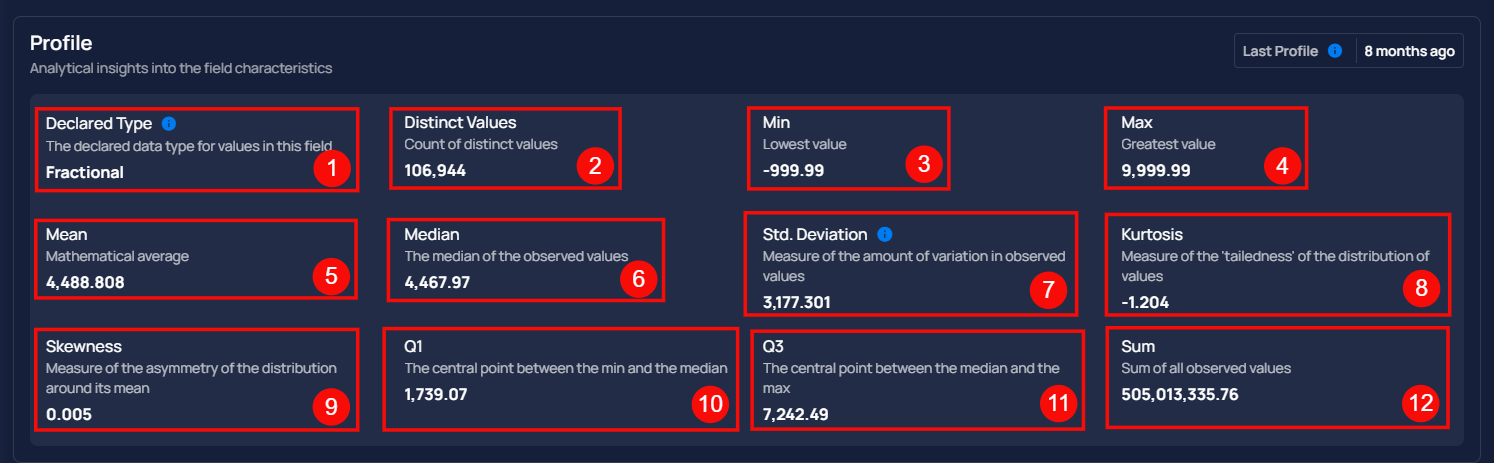 Profile
Analytical insights into the field characteristics
Last Profile 8 months ago
Declared Type
The declared data type for values in this field
Fractional
1
Distinct Values
Count of distinct values
106,944
2
Min
Lowest value
-999.99
3
Max
Greatest value
9,999.99
4
Mean
Mathematical average
4,488.808
5
Median
The median of the observed values
4,467.97
6
Std. Deviation
Measure of the amount of variation in observed
values
3,177.301
7
Kurtosis
Measure of the 'tailedness' of the distribution of
values
-1.204
8
Skewness
Measure of the asymmetry of the distribution
around its mean
0.005
9
Q1
The central point between the min and the median
1,739.07
10
Q3
The central point between the median and the
max
7,242.49
11
Sum
Sum of all observed values
505,013,335.76
12